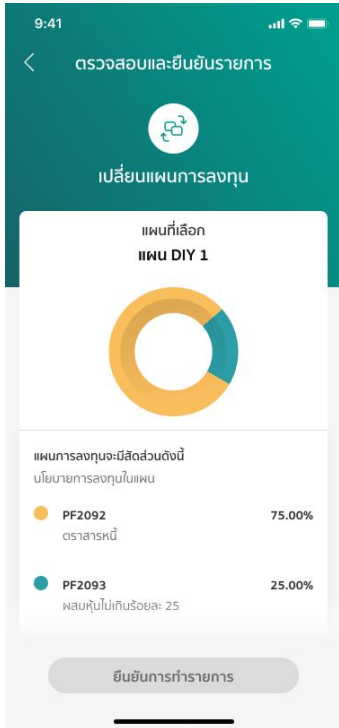 9:41
ตรวจสอบและยืนยันรายการ
เปลี่ยนแผนการลงทุน
แผนที่เลือก
แผน DIY 1
แผนการลงทุนจะมีสัดส่วนดังนี้
นโยบายการลงทุนในแผน
PF2092 75.00%
ตราสารหนี้
PF2093 25.00%
ผสมหุ้นไม่เกินร้อยละ 25
ยืนยันการทำรายการ